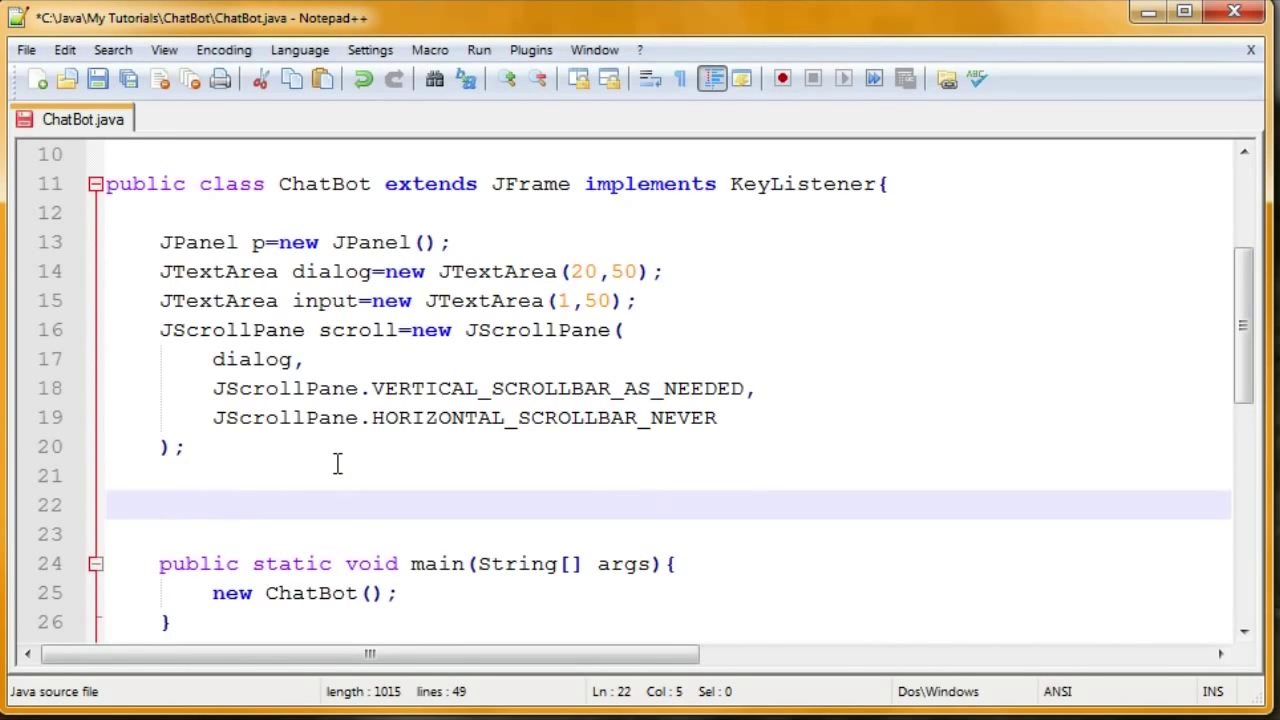 *C:\Java\My Tutorials\ChatBot\ChatBot.java - Notepad++
File Edit Search View Encoding Language Settings Macro Run Plugins Window ? X
ChatBot.java
10
11 public class ChatBot extends JFrame implements KeyListener{
12
13 JPanel p=new JPanel();
14 JTextArea dialog=new JTextArea(20,50);
15 JTextArea input=new JTextArea(1,50);
16 JScrollPane scroll=new JScrollPane(
17 dialog,
18 JScrollPane.VERTICAL_SCROLLBAR_AS_NEEDED,
19 JScrollPane.HORIZONTAL_SCROLLBAR_NEVER
20 );
21
22
23
24 public static void main(String[] args){
25 new ChatBot();
26 }
Java source file length : 1015 lines : 49 Ln : 22 Col : 5 Sel : 0 Dos\Windows ANSI INS